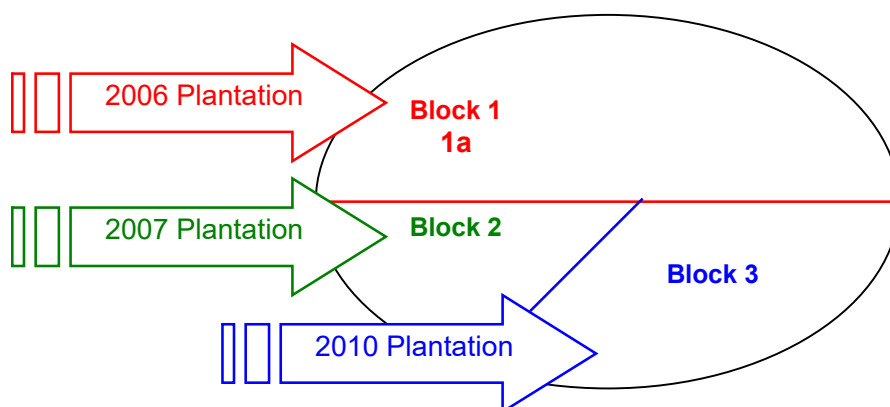 2006 Plantation
Block 1
1a
2007 Plantation
Block 2
Block 3
2010 Plantation